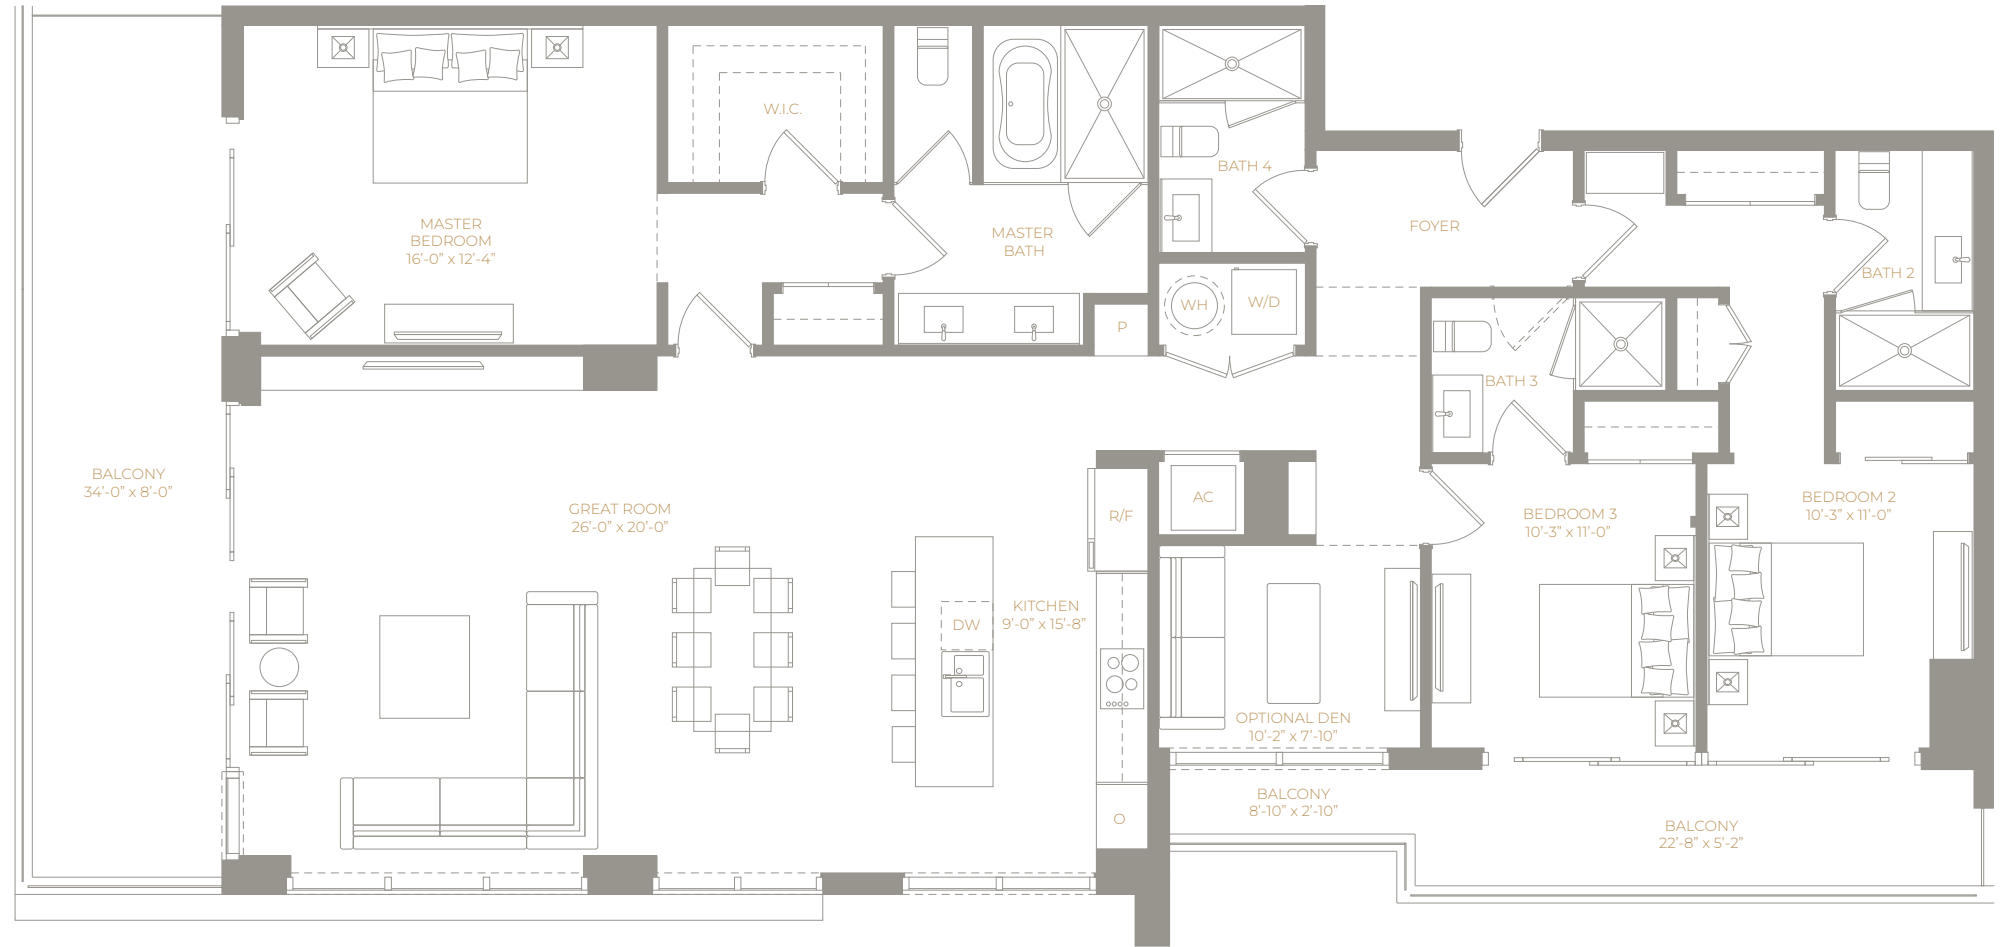 W.I.C.
MASTER
BEDROOM
16'-0" x 12'-4"
MASTER
BATH
BATH 4
FOYER
BATH 2
WH
W/D
P
BATH 3
BALCONY
34'-0" x 8'-0"
GREAT ROOM
26'-0" x 20'-0"
R/F
AC
BEDROOM 3
10'-3" x 11'-0"
BEDROOM 2
10'-3" x 11'-0"
KITCHEN
9'-0" x 15'-8"
DW
OPTIONAL DEN
10'-2" x 7'-10"
O
BALCONY
8'-10" x 2'-10"
BALCONY
22'-8" x 5'-2"